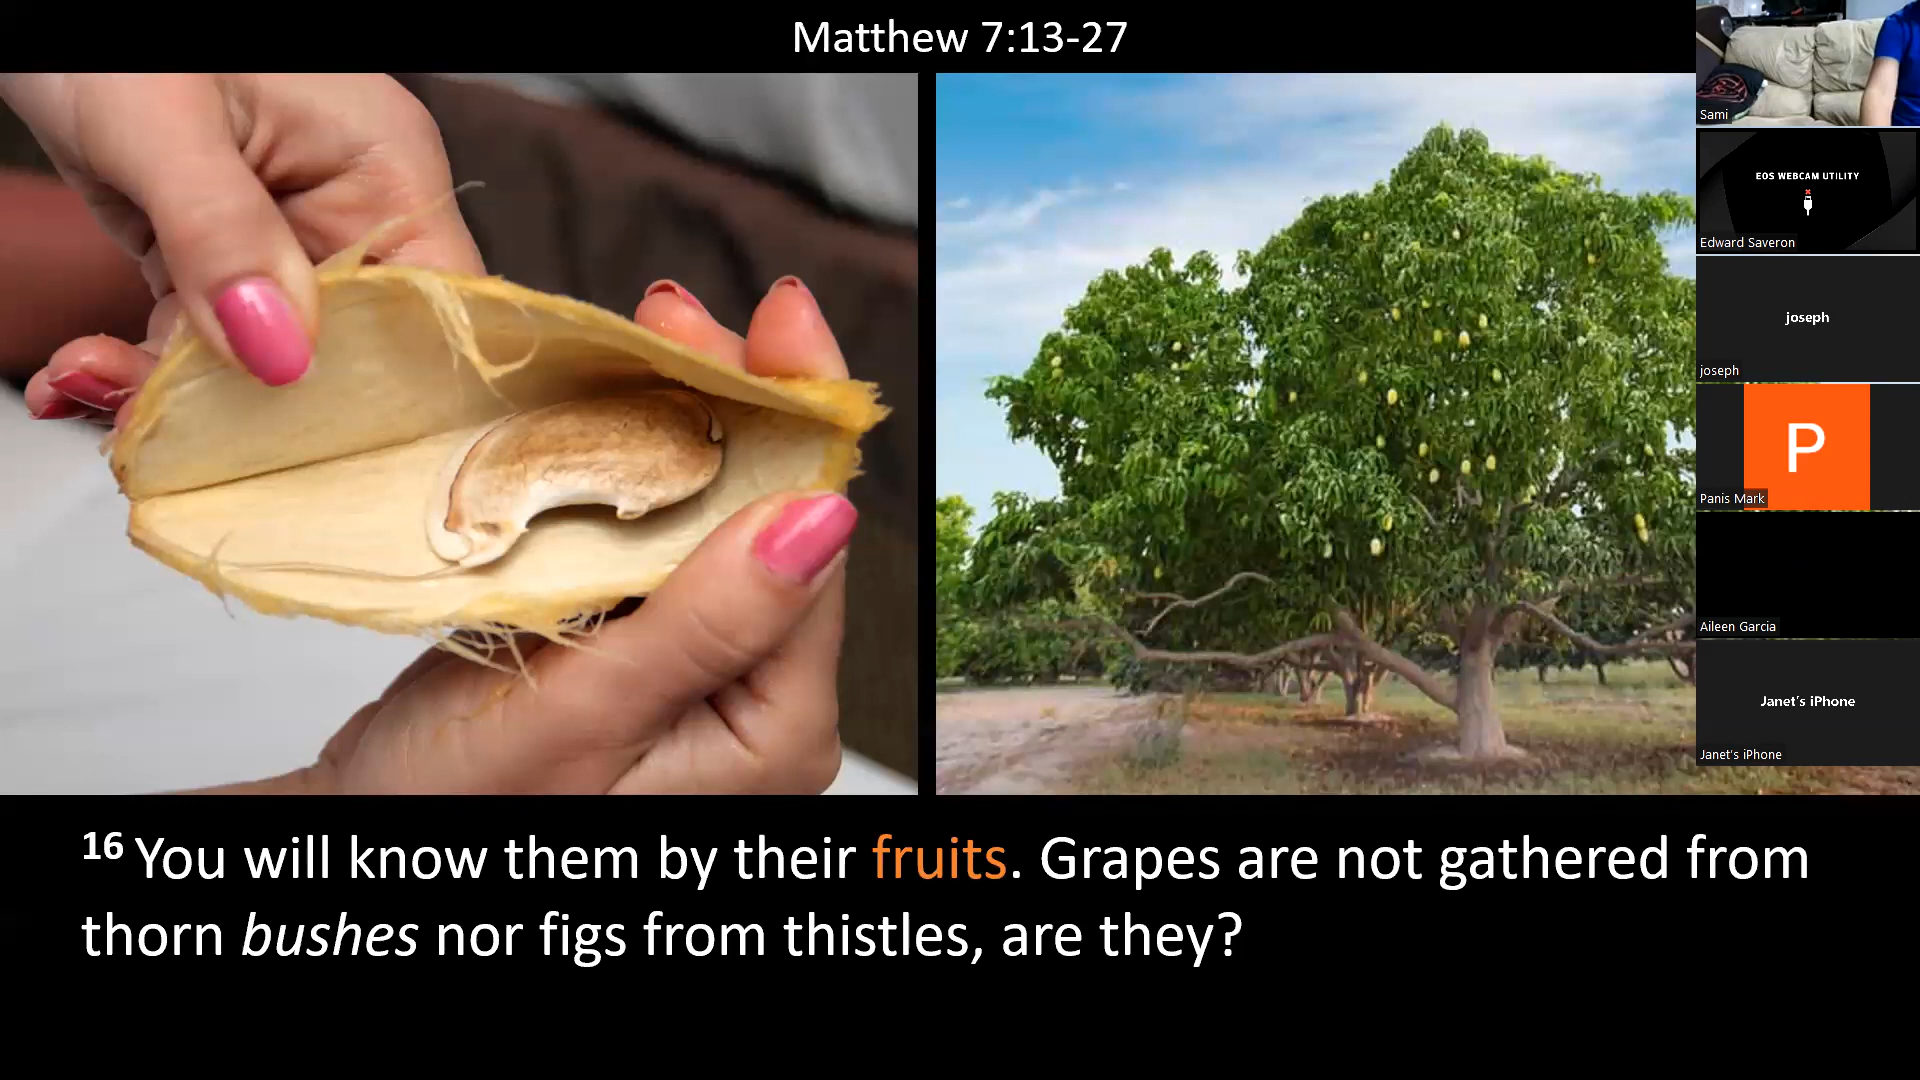 Matthew 7:13-27
Sami
EOS WEBCAM UTILITY
Edward Saveron
joseph
joseph
P
Panis Mark
Aileen Garcia
Janet's iPhone
Janet's iPhone
16 You will know them by their fruits. Grapes are not gathered from
thorn bushes nor figs from thistles, are they?